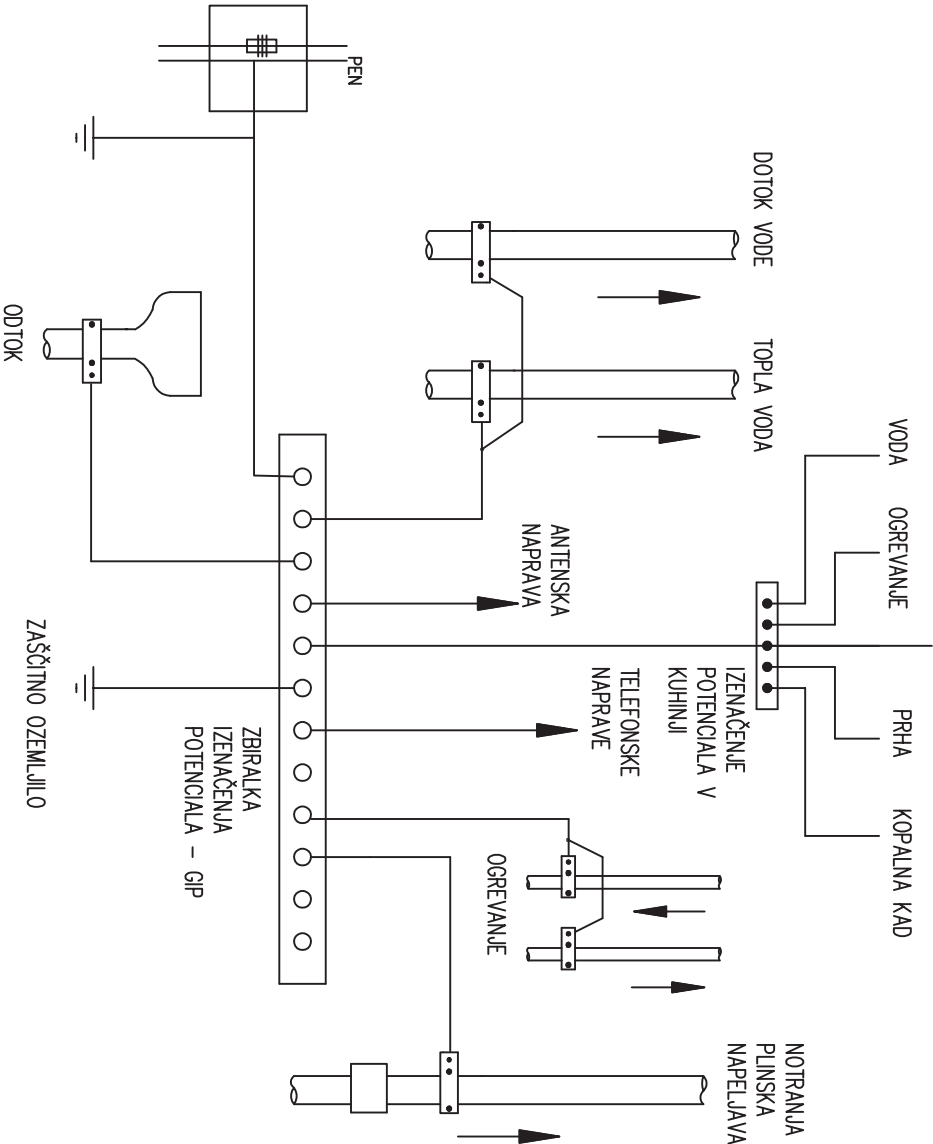 VODA
OGREVANJE
PRHA
KOPALNA KAD
DOTOK VODE
TOPLA VODA
IZENAČENJE
POTENCIALA V
KUHINJI
NOTRANJA
PLINSKA
NAPELJAVA
ANTENSKA
NAPRAVA
TELEFONSKE
NAPRAVE
OGREVANJE
PEN
ZBIRALKA
IZENAČENJA
POTENCIALA - GIP
ODTOK
ZAŠČITNO OZEMLJILO